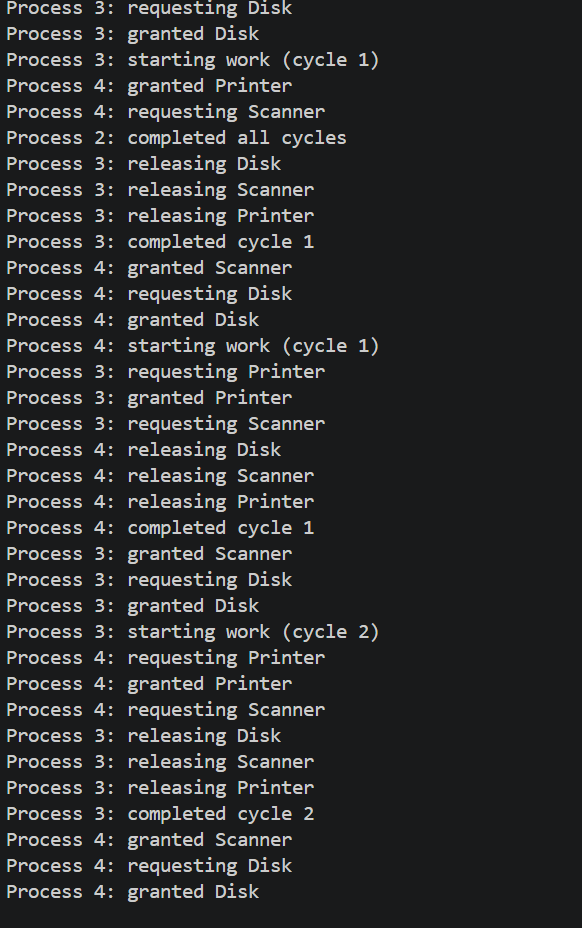 Process 3: requesting Disk
Process 3: granted Disk
Process 3: starting work (cycle 1)
Process 4: granted Printer
Process 4: requesting Scanner
Process 2: completed all cycles
Process 3: releasing Disk
Process 3: releasing Scanner
Process 3: releasing Printer
Process 3: completed cycle 1
Process 4: granted Scanner
Process 4: requesting Disk
Process 4: granted Disk
Process 4: starting work (cycle 1)
Process 3: requesting Printer
Process 3: granted Printer
Process 3: requesting Scanner
Process 4: releasing Disk
Process 4: releasing Scanner
Process 4: releasing Printer
Process 4: completed cycle 1
Process 3: granted Scanner
Process 3: requesting Disk
Process 3: granted Disk
Process 3: starting work (cycle 2)
Process 4: requesting Printer
Process 4: granted Printer
Process 4: requesting Scanner
Process 3: releasing Disk
Process 3: releasing Scanner
Process 3: releasing Printer
Process 3: completed cycle 2
Process 4: granted Scanner
Process 4: requesting Disk
Process 4: granted Disk